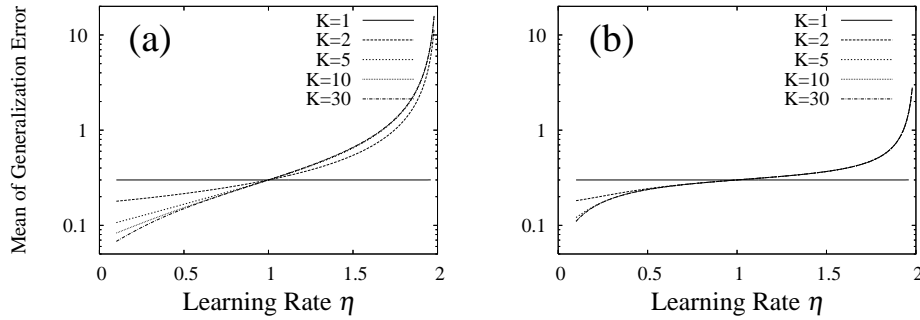 Mean of Generalization Error
10
1
0.1
(a)
K=1
K=2
K=5
K=10
K=30
0 0.5 1 1.5 2
Learning Rate η
10
1
0.1
(b)
K=1
K=2
K=5
K=10
K=30
0 0.5 1 1.5 2
Learning Rate η